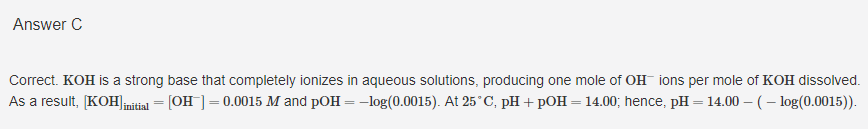 Answer C
Correct. KOH is a strong base that completely ionizes in aqueous solutions, producing one mole of OH⁻ ions per mole of KOH dissolved.
As a result, [KOH]initial = [OH⁻] = 0.0015 M and pOH = −log(0.0015). At 25°C, pH + pOH = 14.00; hence, pH = 14.00 − ( − log(0.0015)).